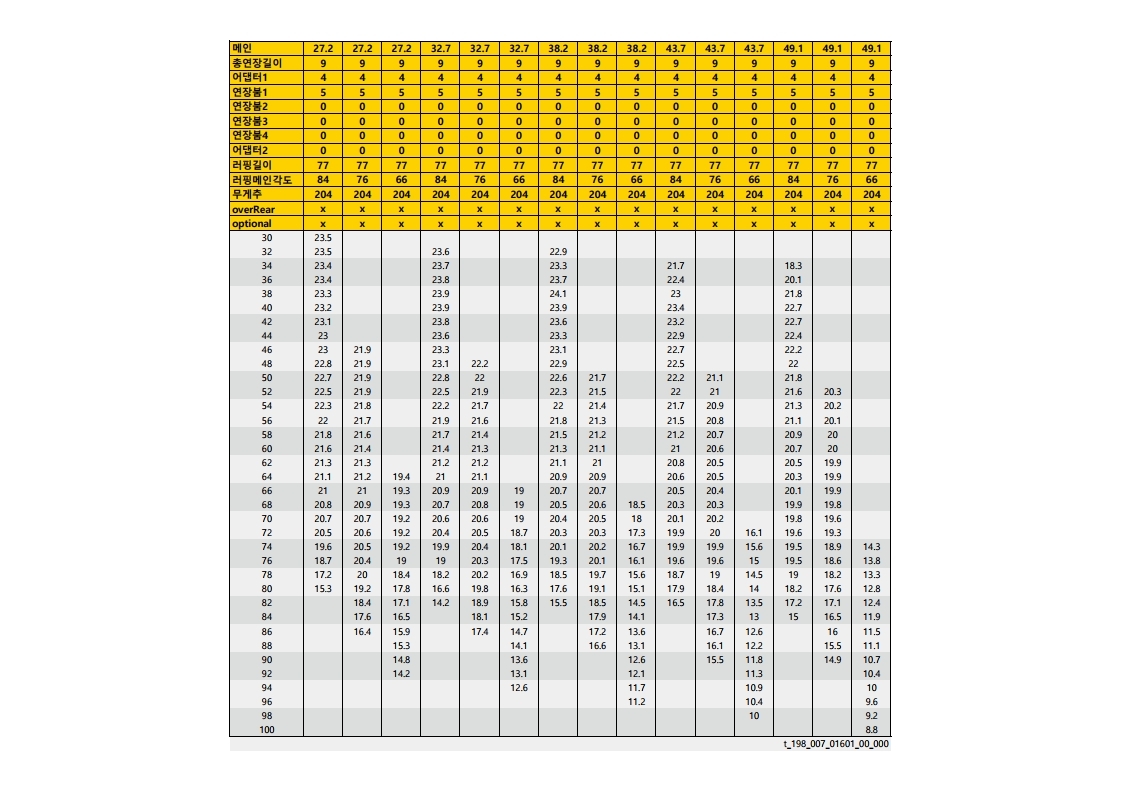 메인 27.2 27.2 27.2 32.7 32.7 32.7 38.2 38.2 38.2 43.7 43.7 43.7 49.1 49.1 49.1
총연장길이 9 9 9 9 9 9 9 9 9 9 9 9 9 9 9
어댑터1 4 4 4 4 4 4 4 4 4 4 4 4 4 4 4
연장붐1 5 5 5 5 5 5 5 5 5 5 5 5 5 5 5
연장붐2 0 0 0 0 0 0 0 0 0 0 0 0 0 0 0
연장붐3 0 0 0 0 0 0 0 0 0 0 0 0 0 0 0
연장붐4 0 0 0 0 0 0 0 0 0 0 0 0 0 0 0
어댑터2 0 0 0 0 0 0 0 0 0 0 0 0 0 0 0
러핑길이 77 77 77 77 77 77 77 77 77 77 77 77 77 77 77
러핑메인각도 84 76 66 84 76 66 84 76 66 84 76 66 84 76 66
무게추 204 204 204 204 204 204 204 204 204 204 204 204 204 204 204
overRear x x x x x x x x x x x x x x x
optional x x x x x x x x x x x x x x x
30 23.5
32 23.5 23.6 22.9
34 23.4 23.7 23.3 21.7 18.3
36 23.4 23.8 23.7 22.4 20.1
38 23.3 23.9 24.1 23 21.8
40 23.2 23.9 23.9 23.4 22.7
42 23.1 23.8 23.6 23.2 22.7
44 23 23.6 23.3 22.9 22.4
46 23 21.9 23.3 23.1 22.7 22.2
48 22.8 21.9 23.1 22.2 22.9 22.5 22
50 22.7 21.9 22.8 22 22.6 21.7 22.2 21.1 21.8
52 22.5 21.9 22.5 21.9 22.3 21.5 22 21 21.6 20.3
54 22.3 21.8 22.2 21.7 22 21.4 21.7 20.9 21.3 20.2
56 22 21.7 21.9 21.6 21.8 21.3 21.5 20.8 21.1 20.1
58 21.8 21.6 21.7 21.4 21.5 21.2 21.2 20.7 20.9 20
60 21.6 21.4 21.4 21.3 21.3 21.1 21 20.6 20.7 20
62 21.3 21.3 21.2 21.2 21.1 21 20.8 20.5 20.5 19.9
64 21.1 21.2 19.4 21 21.1 20.9 20.9 20.6 20.5 20.3 19.9
66 21 21 19.3 20.9 20.9 19 20.7 20.7 20.5 20.4 20.1 19.9
68 20.8 20.9 19.3 20.7 20.8 19 20.5 20.6 18.5 20.3 20.3 19.9 19.8
70 20.7 20.7 19.2 20.6 20.6 19 20.4 20.5 18 20.1 20.2 19.8 19.6
72 20.5 20.6 19.2 20.4 20.5 18.7 20.3 20.3 17.3 19.9 20 16.1 19.6 19.3
74 19.6 20.5 19.2 19.9 20.4 18.1 20.1 20.2 16.7 19.9 19.9 15.6 19.5 18.9 14.3
76 18.7 20.4 19 19 20.3 17.5 19.3 20.1 16.1 19.6 19.6 15 19.5 18.6 13.8
78 17.2 20 18.4 18.2 20.2 16.9 18.5 19.7 15.6 18.7 19 14.5 19 18.2 13.3
80 15.3 19.2 17.8 16.6 19.8 16.3 17.6 19.1 15.1 17.9 18.4 14 18.2 17.6 12.8
82 18.4 17.1 14.2 18.9 15.8 15.5 18.5 14.5 16.5 17.8 13.5 17.2 17.1 12.4
84 17.6 16.5 18.1 15.2 17.9 14.1 17.3 13 15 16.5 11.9
86 16.4 15.9 17.4 14.7 17.2 13.6 16.7 12.6 16 11.5
88 15.3 14.1 16.6 13.1 16.1 12.2 15.5 11.1
90 14.8 13.6 12.6 15.5 11.8 14.9 10.7
92 14.2 13.1 12.1 11.3 10.4
94 12.6 11.7 10.9 10
96 11.2 10.4 9.6
98 10 9.2
100 8.8
t_198_007_01601_00_000